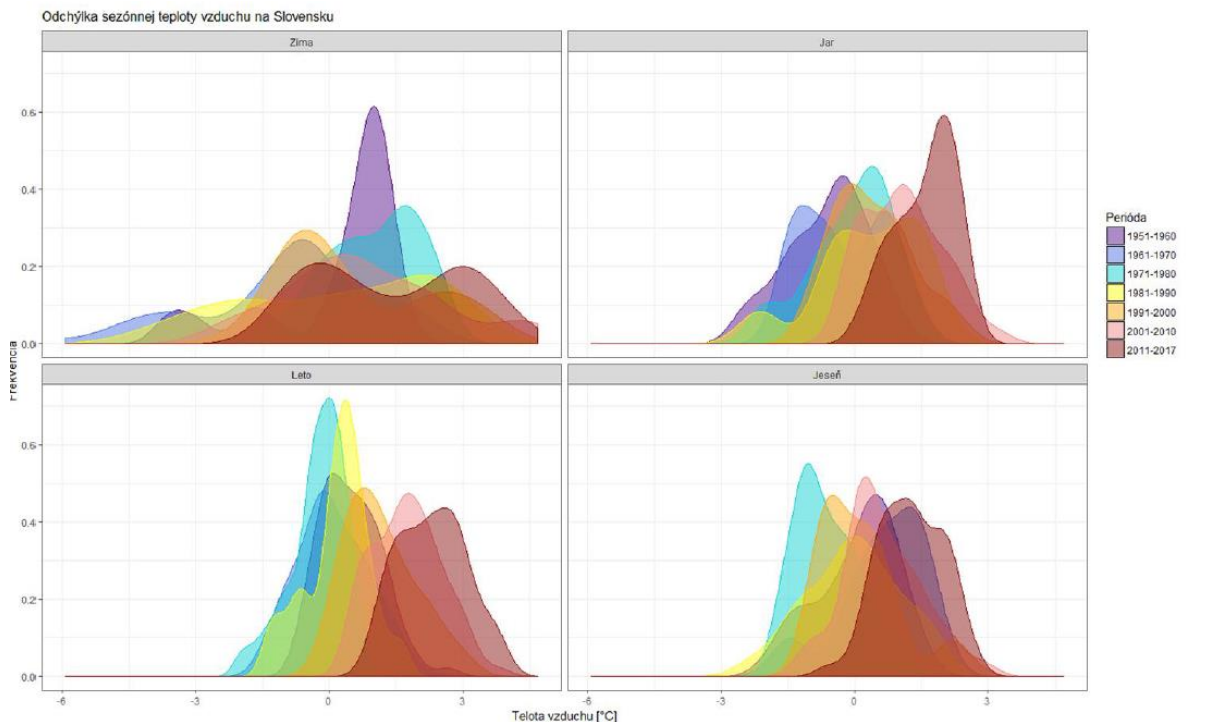 Odchýlka sezónnej teploty vzduchu na Slovensku
Zima
Jar
0.6
0.4
0.2
0.0
Frekvencia
Leto
Jeseň
0.6
0.4
0.2
0.0
-6
-3
0
3
-6
-3
0
3
Telota vzduchu [°C]
Perióda
1951-1960
1961-1970
1971-1980
1981-1990
1991-2000
2001-2010
2011-2017